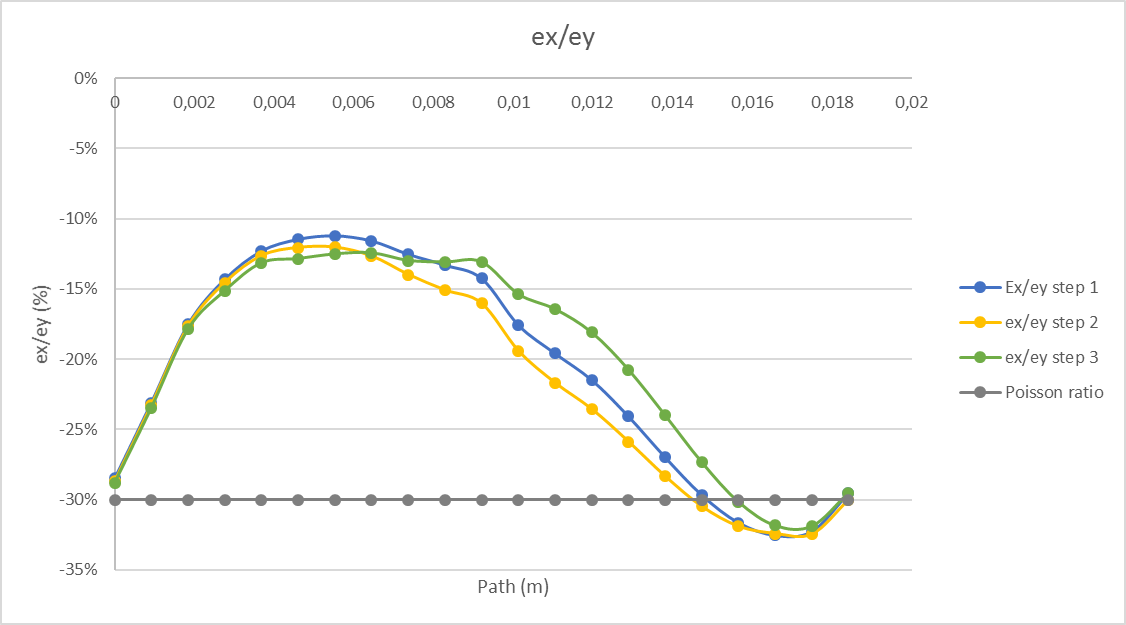 ex/ey
0%
0 0,002 0,004 0,006 0,008 0,01 0,012 0,014 0,016 0,018 0,02
-5%
-10%
-15%
-20%
-25%
-30%
-35%
ex/ey (%)
Path (m)
Ex/ey step 1
ex/ey step 2
ex/ey step 3
Poisson ratio